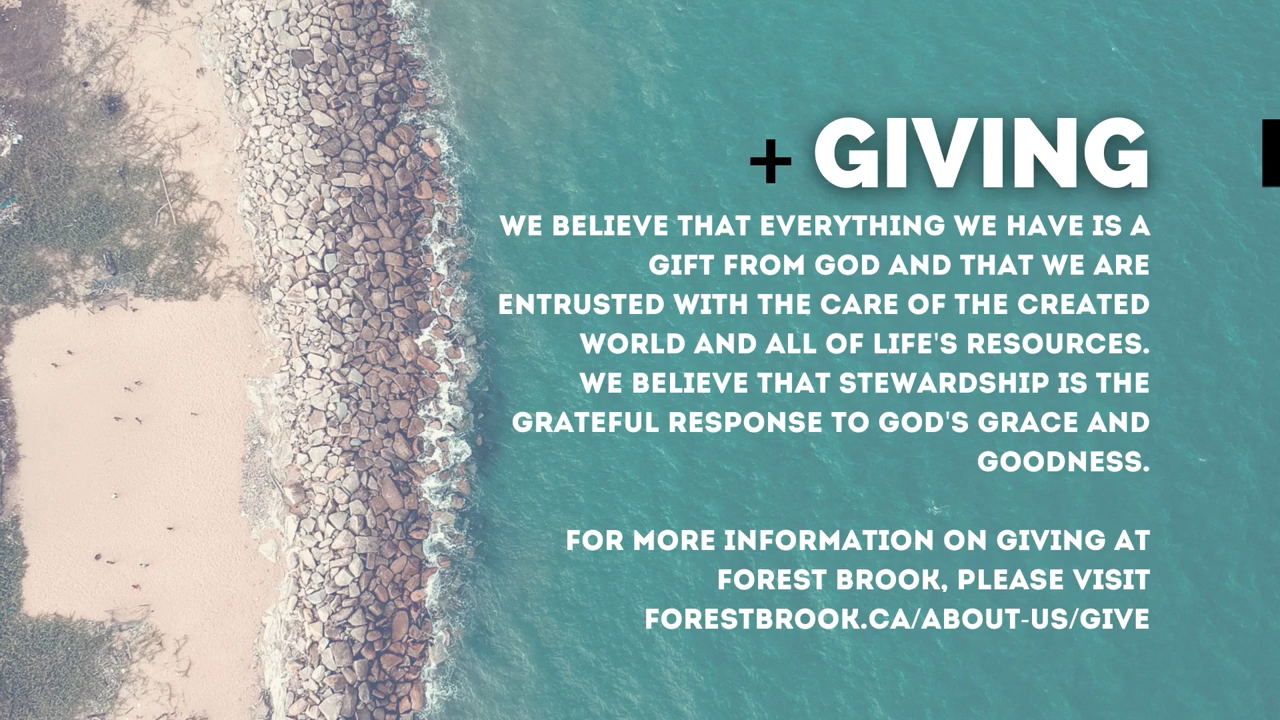 + GIVING
WE BELIEVE THAT EVERYTHING WE HAVE IS A
GIFT FROM GOD AND THAT WE ARE
ENTRUSTED WITH THE CARE OF THE CREATED
WORLD AND ALL OF LIFE'S RESOURCES.
WE BELIEVE THAT STEWARDSHIP IS THE
GRATEFUL RESPONSE TO GOD'S GRACE AND
GOODNESS.
FOR MORE INFORMATION ON GIVING AT
FOREST BROOK, PLEASE VISIT
FORESTBROOK.CA/ABOUT-US/GIVE